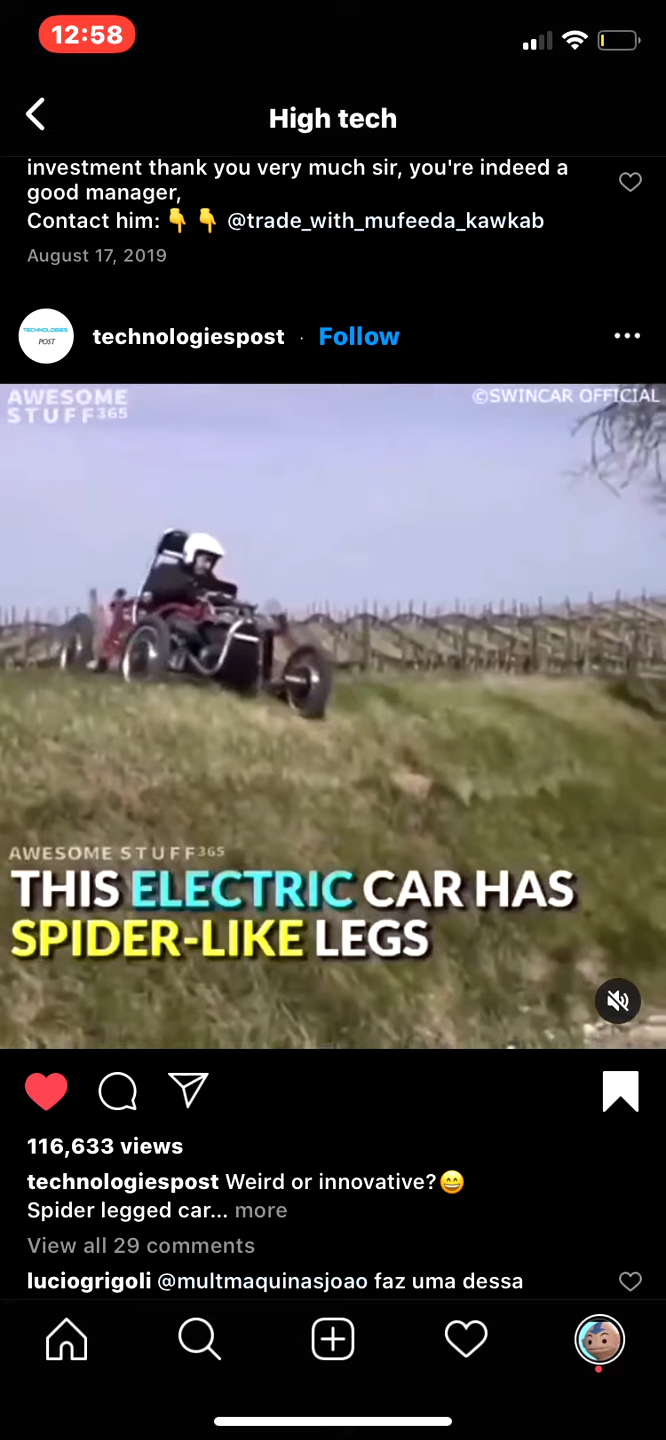 12:58
High tech
investment thank you very much sir, you're indeed a
good manager,
Contact him: 👇 👇 @trade_with_mufeeda_kawkab
August 17, 2019
TECHNOLOGIES
POST
technologiespost · Follow
AWESOME
STUFF365
©SWINCAR OFFICIAL
AWESOME STUFF365
THIS ELECTRIC CAR HAS
SPIDER-LIKE LEGS
116,633 views
technologiespost Weird or innovative?😄
Spider legged car... more
View all 29 comments
luciogrigoli @multmaquinasjoao faz uma dessa